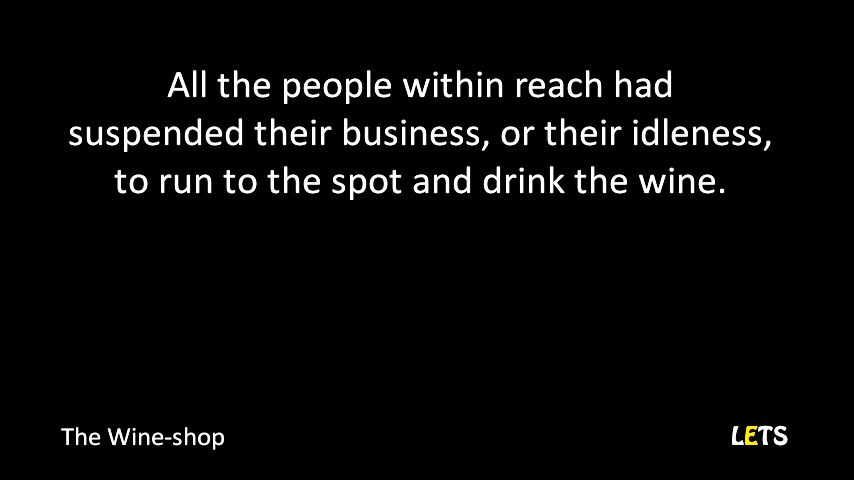 All the people within reach had
suspended their business, or their idleness,
to run to the spot and drink the wine.
The Wine-shop
LETS